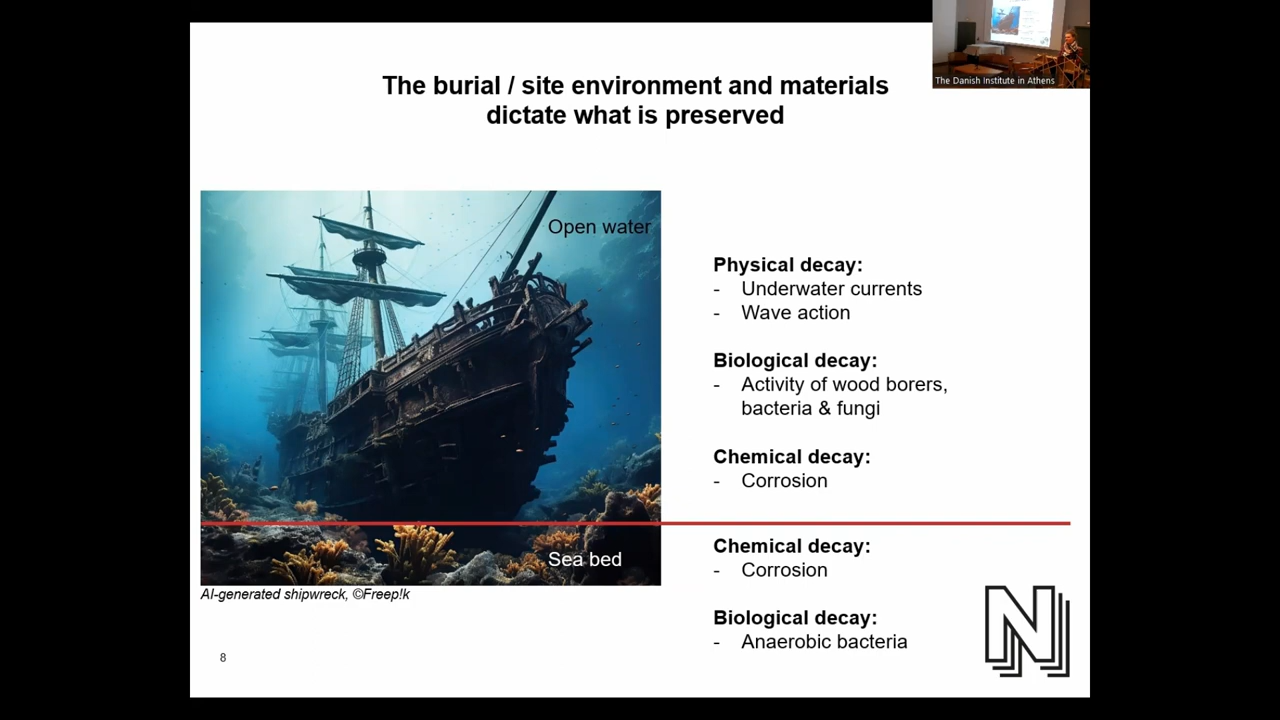 The Danish Institute in Athens
The burial / site environment and materials
dictate what is preserved
Open water
Sea bed
AI-generated shipwreck, ©Freep!k
Physical decay:
- Underwater currents
- Wave action
Biological decay:
- Activity of wood borers,
bacteria & fungi
Chemical decay:
- Corrosion
Chemical decay:
- Corrosion
Biological decay:
- Anaerobic bacteria
8
N